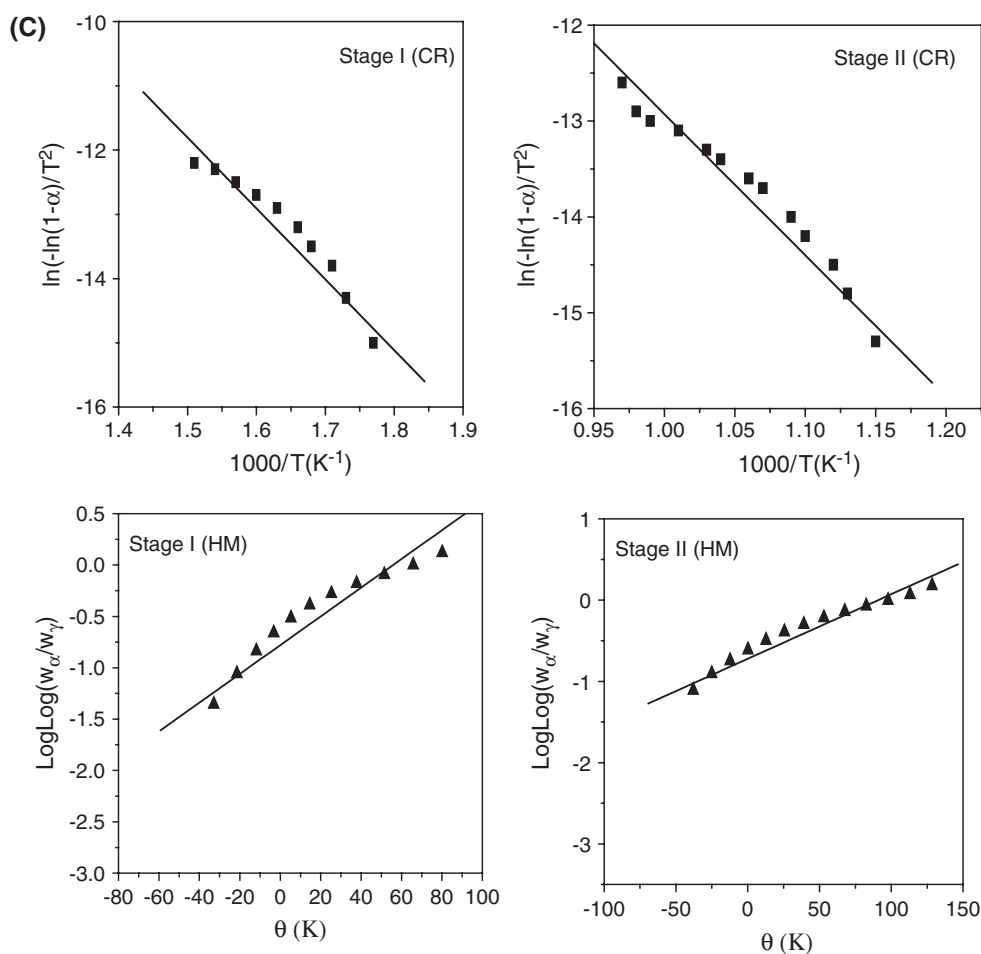 (C)
-10
-12
-14
-16
ln(-ln(1-α)/T²)
Stage I (CR)
1.4 1.5 1.6 1.7 1.8 1.9
1000/T(K⁻¹)
-12
-13
-14
-15
-16
ln(-ln(1-α)/T²)
Stage II (CR)
0.95 1.00 1.05 1.10 1.15 1.20
1000/T(K⁻¹)
0.5
0.0
-0.5
-1.0
-1.5
-2.0
-2.5
-3.0
LogLog(w_α/w_γ)
Stage I (HM)
-80 -60 -40 -20 0 20 40 60 80 100
θ (K)
1
0
-1
-2
-3
LogLog(w_α/w_γ)
Stage II (HM)
-100 -50 0 50 100 150
θ (K)